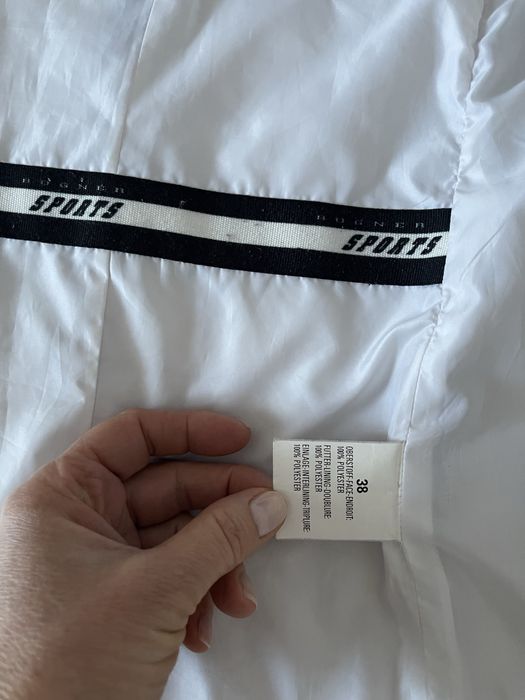 BOGNER
SPORTS
BOGNER
SPORTS
38
OBERSTOFF-FACE-ENDROIT:
100% POLYESTER
FUTTER-LINING-DOUBLURE:
100% POLYESTER
EINLAGE-INTERLINING-TRIPLURE:
100% POLYESTER